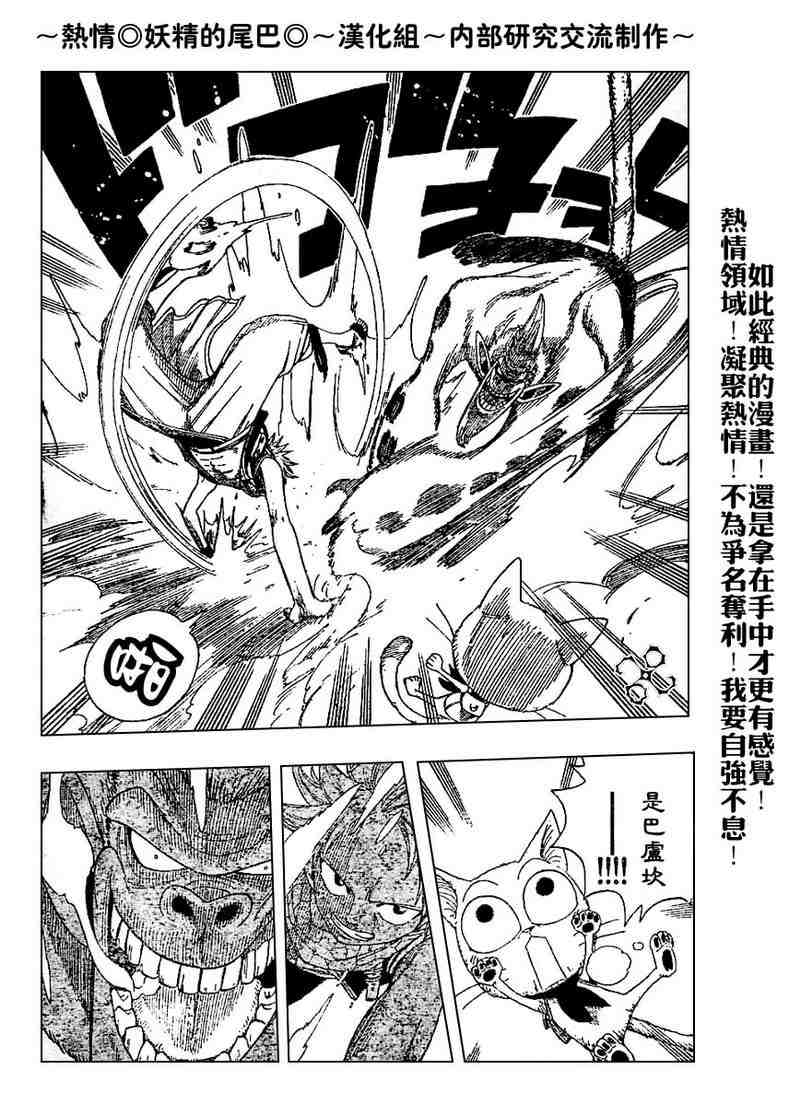 ～熱情◎妖精的尾巴◎～漢化組～内部研究交流制作～
如此經典的漫畫！還是拿在手中才更有感覺！
熱情領域！凝聚熱情！不為爭名奪利！我要自強不息！
是巴盧坎
——!!!!